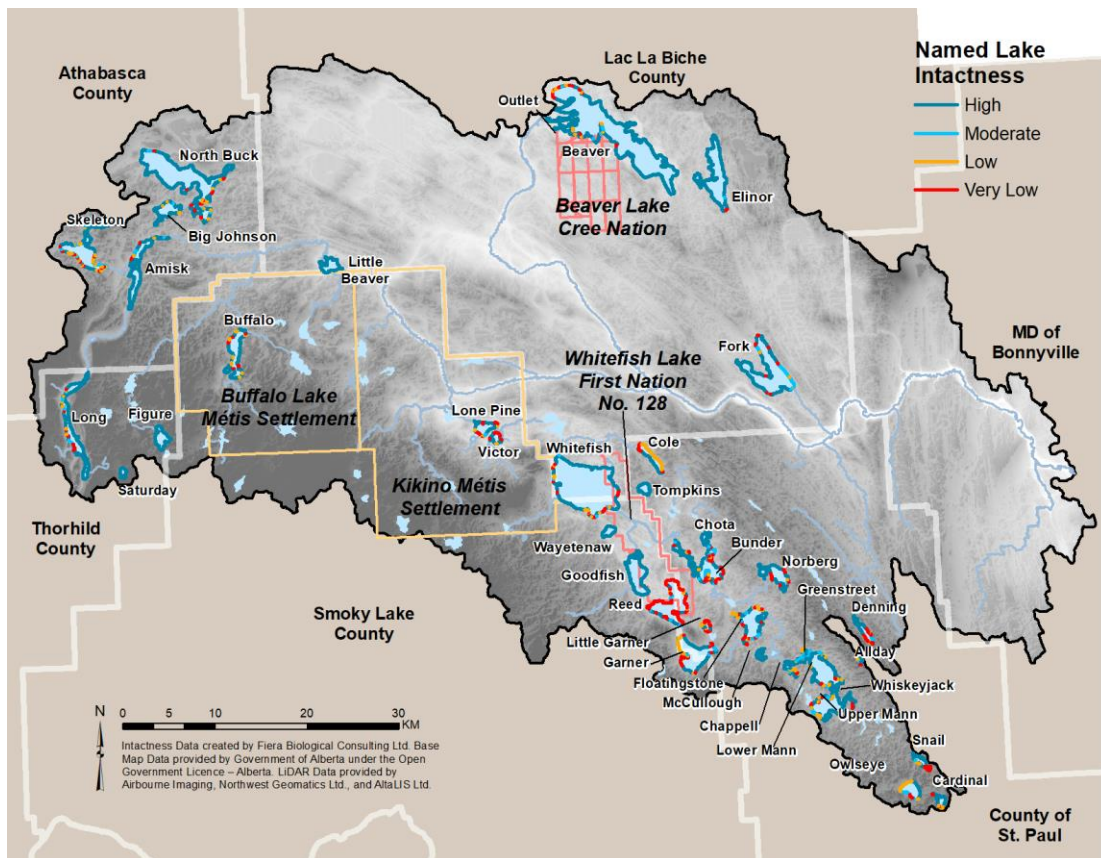 Named Lake
Intactness
High
Moderate
Low
Very Low
Athabasca
County
Lac La Biche
County
Outlet
Beaver
North Buck
Elinor
Beaver Lake
Cree Nation
Skeleton
Big Johnson
Amisk
Little
Beaver
Buffalo
MD of
Bonnyville
Fork
Whitefish Lake
First Nation
No. 128
Buffalo Lake
Métis Settlement
Long
Figure
Lone Pine
Victor
Cole
Whitefish
Saturday
Kikino Métis
Settlement
Tompkins
Thorhild
County
Chota
Bunder
Wayetenaw
Norberg
Goodfish
Greenstreet
Denning
Reed
Smoky Lake
County
Little Garner
Allday
Garner
Floatingstone
Whiskeyjack
McCullough
Upper Mann
Chappell
Lower Mann
Snail
Owlseye
Cardinal
County of
St. Paul
N
0 5 10 20 30
KM
Intactness Data created by Fiera Biological Consulting Ltd. Base
Map Data provided by Government of Alberta under the Open
Government Licence – Alberta. LiDAR Data provided by
Airbourne Imaging, Northwest Geomatics Ltd., and AltaLIS Ltd.